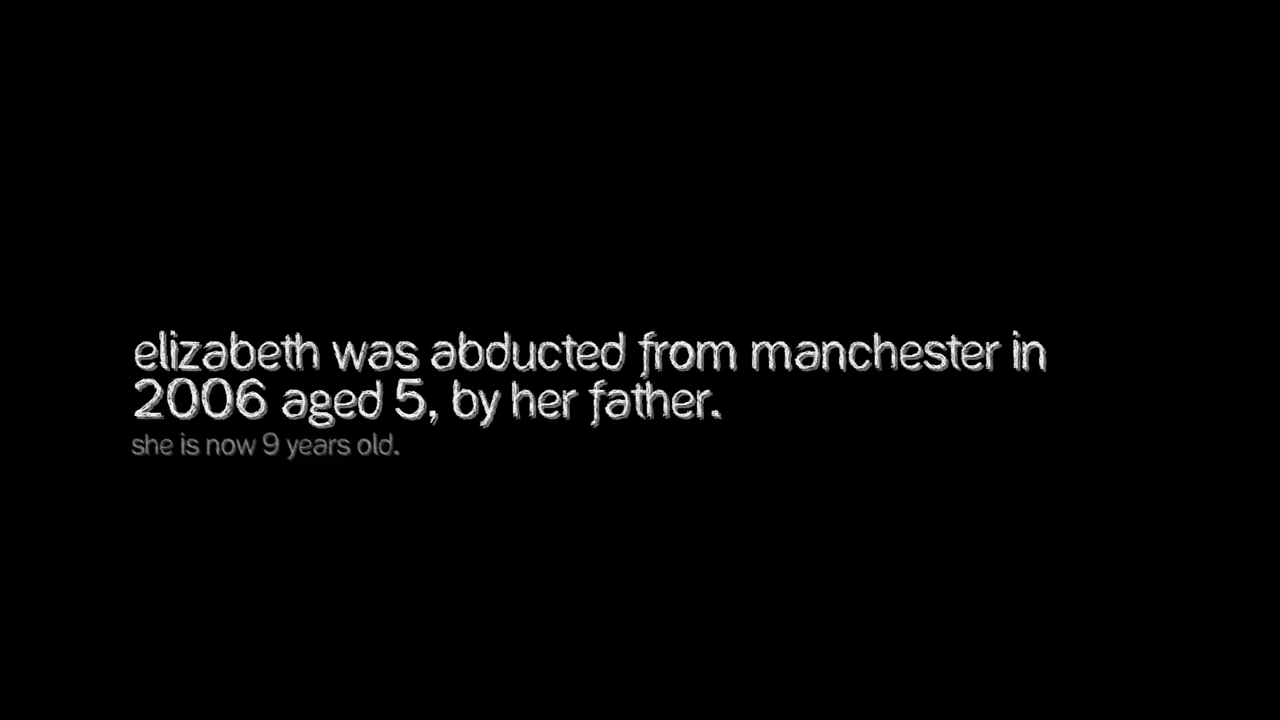 elizabeth was abducted from manchester in
2006 aged 5, by her father.
she is now 9 years old.